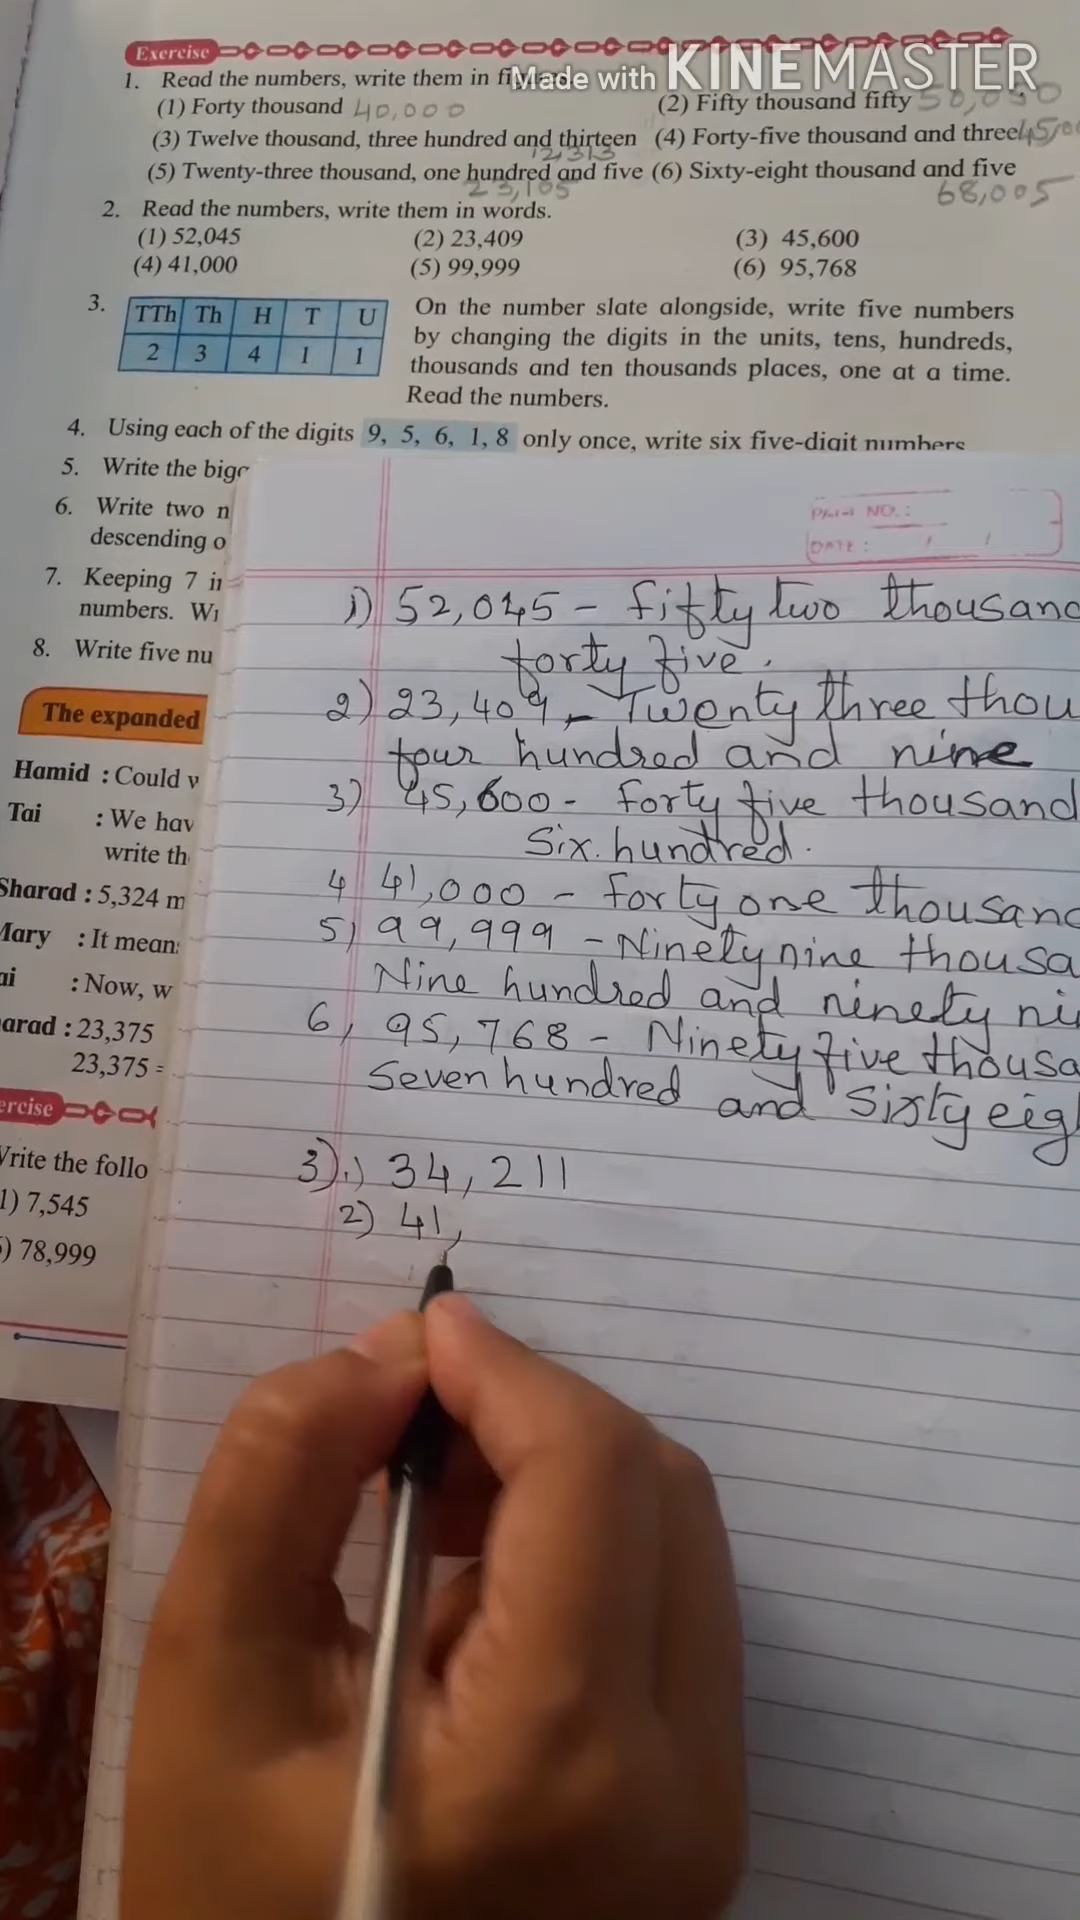 Made with KINEMASTER
Exercise
1. Read the numbers, write them in
(1) Forty thousand 40,000 (2) Fifty thousand fifty 50,050
(3) Twelve thousand, three hundred and thirteen (4) Forty-five thousand and three
12,313
(5) Twenty-three thousand, one hundred and five (6) Sixty-eight thousand and five
23,105 68,005
2. Read the numbers, write them in words.
(1) 52,045 (2) 23,409 (3) 45,600
(4) 41,000 (5) 99,999 (6) 95,768
3. TTh Th H T U
2 3 4 1 1
On the number slate alongside, write five numbers
by changing the digits in the units, tens, hundreds,
thousands and ten thousands places, one at a time.
Read the numbers.
4. Using each of the digits 9, 5, 6, 1, 8 only once, write six five-digit numbers
5. Write the bigg
6. Write two n
descending o
7. Keeping 7 in
numbers. Wr
8. Write five nu
The expanded
Hamid : Could v
Tai : We hav
write th
Sharad : 5,324 m
Mary : It mean
ai : Now, w
arad : 23,375
23,375 =
ercise
Write the follo
1) 7,545
) 78,999
PAGE NO.:
DATE: / /
1) 52,045 - fifty two thousand
forty five.
2) 23,409 - Twenty three thou
four hundred and nine
3) 45,600 - forty five thousand
Six. hundred.
4 41,000 - forty one thousand
5) 99,999 - Ninety nine thousa
Nine hundred and ninety ni
6, 95,768 - Ninety five thousa
Seven hundred and Sixty eig
3) 1) 34,211
2) 41,